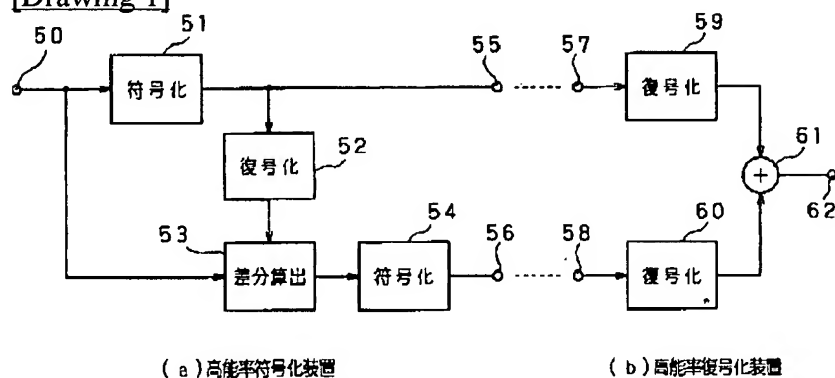 [Drawing 1]
50 51 55 57 59
符号化 復号化
52
復号化
61
62
53 54 56 58 60
差分算出 符号化 復号化
(a)高能率符号化装置 (b)高能率復号化装置